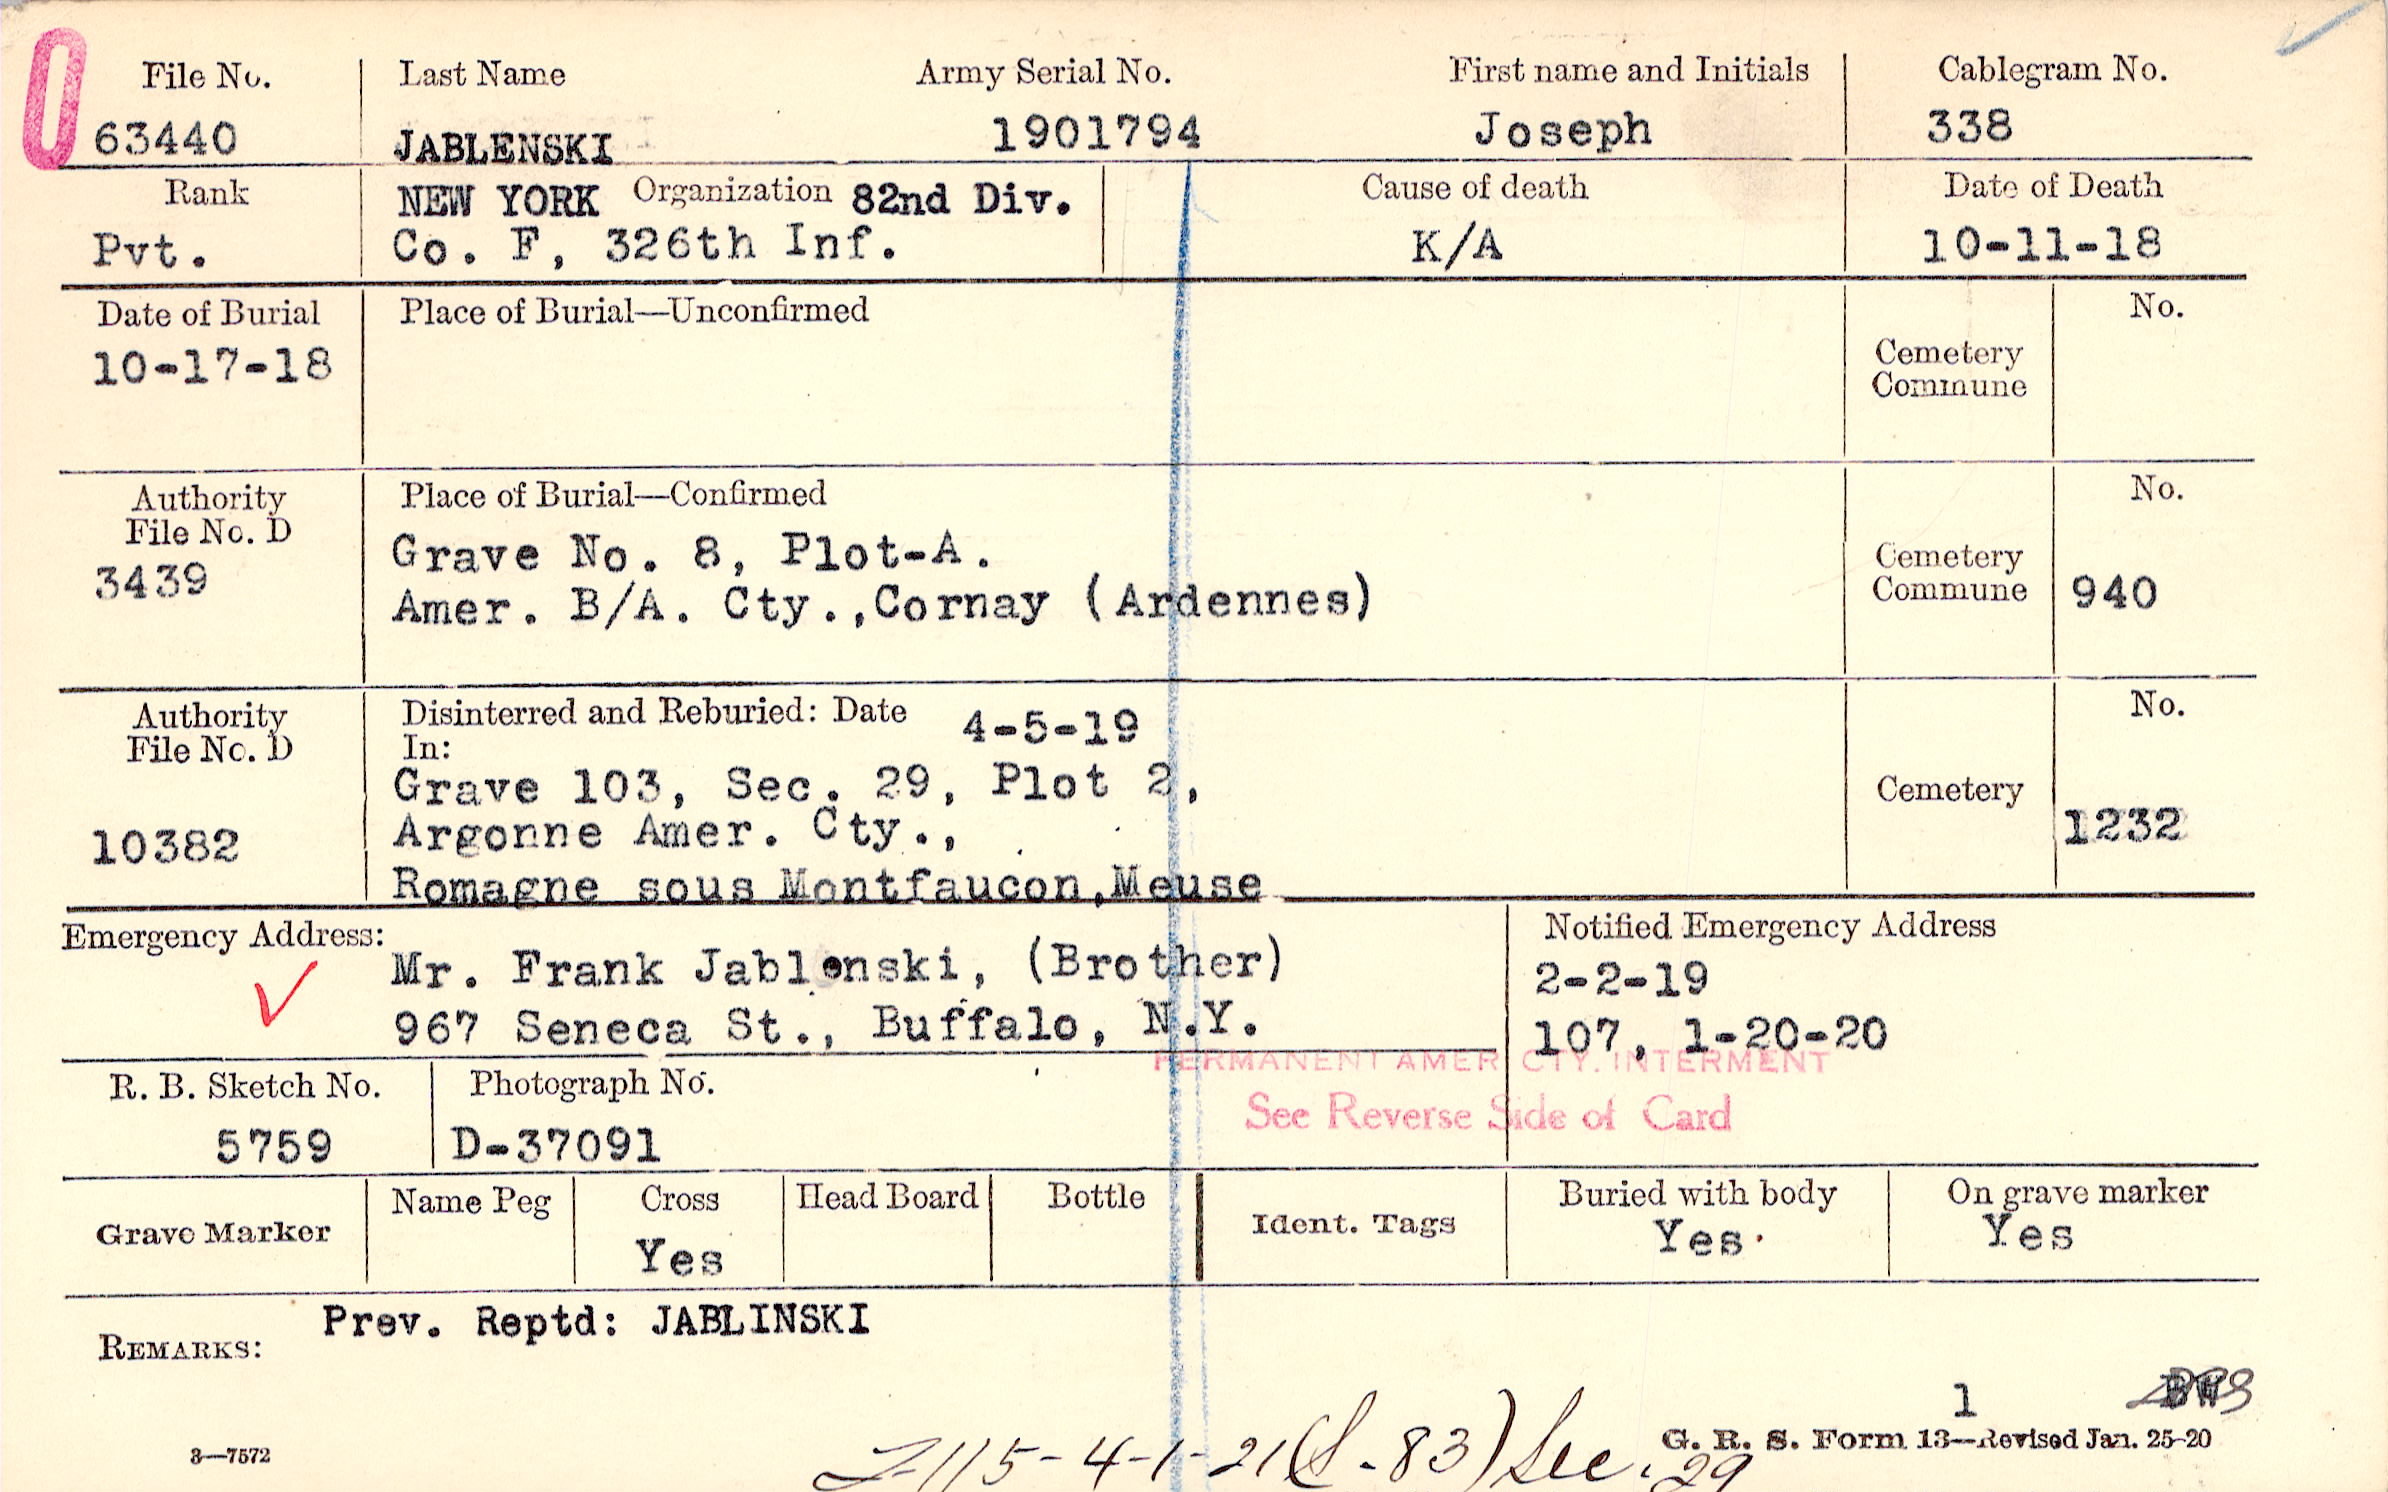 0
File No. Last Name Army Serial No. First name and Initials Cablegram No.
63440 JABLENSKI 1901794 Joseph 338
Rank NEW YORK Organization 82nd Div. Cause of death Date of Death
Pvt. Co. F, 326th Inf. K/A 10-11-18
Date of Burial Place of Burial—Unconfirmed No.
10-17-18
Cemetery
Commune
Authority Place of Burial—Confirmed No.
File No. D
3439
Grave No. 8, Plot-A.
Amer. B/A. Cty.,Cornay (Ardennes)
Cemetery
Commune 940
Authority Disinterred and Reburied: Date 4-5-19 No.
File No. D In:
Grave 103, Sec. 29, Plot 2,
Cemetery
10382 Argonne Amer. Cty., 1232
Romagne sous Montfaucon,Meuse
Emergency Address: Notified Emergency Address
Mr. Frank Jablenski, (Brother) 2-2-19
967 Seneca St., Buffalo, N.Y. 107, 1-20-20
PERMANENT AMER CTY. INTERMENT
See Reverse Side of Card
R. B. Sketch No. Photograph No.
5759 D-37091
Grave Marker Name Peg Cross Head Board Bottle Ident. Tags Buried with body On grave marker
Yes Yes Yes
Prev. Reptd: JABLINSKI
REMARKS:
1
G. R. S. Form 13—Revised Jan. 25-20
3—7572
115-4-1-21(S-83) Sec. 29